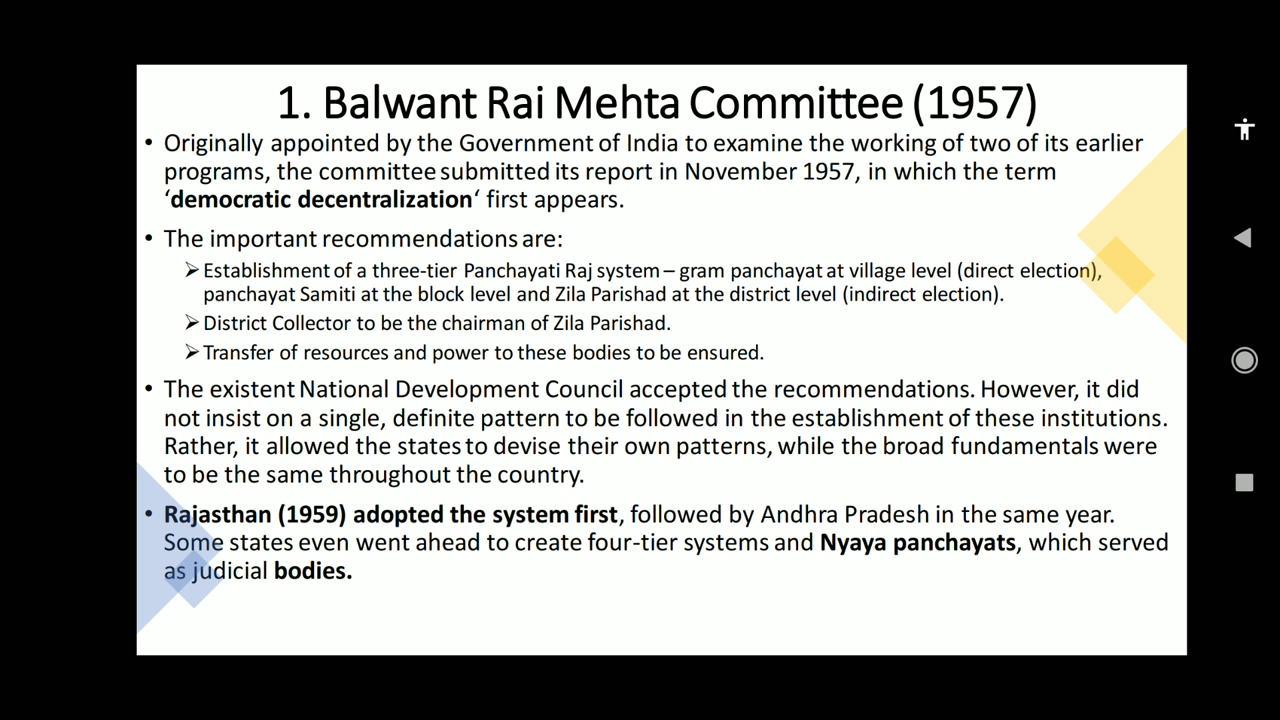 1. Balwant Rai Mehta Committee (1957)
• Originally appointed by the Government of India to examine the working of two of its earlier
programs, the committee submitted its report in November 1957, in which the term
‘democratic decentralization‘ first appears.
• The important recommendations are:
➢ Establishment of a three-tier Panchayati Raj system – gram panchayat at village level (direct election),
panchayat Samiti at the block level and Zila Parishad at the district level (indirect election).
➢ District Collector to be the chairman of Zila Parishad.
➢ Transfer of resources and power to these bodies to be ensured.
• The existent National Development Council accepted the recommendations. However, it did
not insist on a single, definite pattern to be followed in the establishment of these institutions.
Rather, it allowed the states to devise their own patterns, while the broad fundamentals were
to be the same throughout the country.
• Rajasthan (1959) adopted the system first, followed by Andhra Pradesh in the same year.
Some states even went ahead to create four-tier systems and Nyaya panchayats, which served
as judicial bodies.